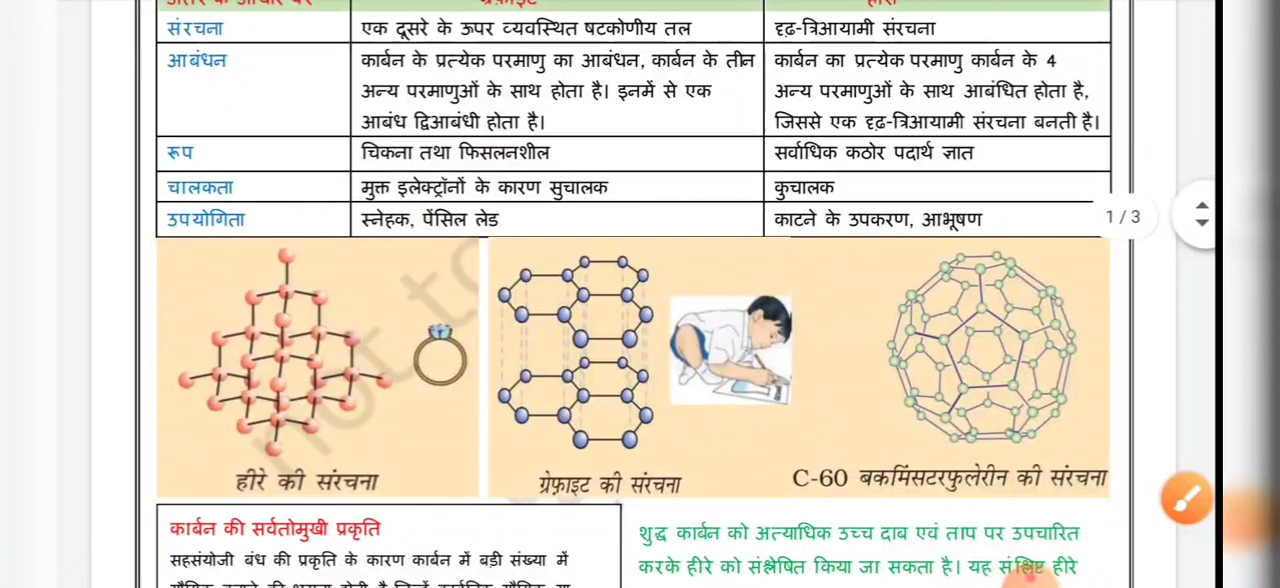 संरचना एक दूसरे के ऊपर व्यवस्थित षटकोणीय तल दृढ़-त्रिआयामी संरचना
आबंधन कार्बन के प्रत्येक परमाणु का आबंधन, कार्बन के तीन कार्बन का प्रत्येक परमाणु कार्बन के 4
अन्य परमाणुओं के साथ होता है। इनमें से एक अन्य परमाणुओं के साथ आबंधित होता है,
आबंध द्विआबंधी होता है। जिससे एक दृढ़-त्रिआयामी संरचना बनती है।
रूप चिकना तथा फिसलनशील सर्वाधिक कठोर पदार्थ ज्ञात
चालकता मुक्त इलेक्ट्रॉनों के कारण सुचालक कुचालक
उपयोगिता स्नेहक, पेंसिल लेड काटने के उपकरण, आभूषण
1 / 3
not to
हीरे की संरचना
ग्रेफ़ाइट की संरचना
C-60 बकमिंसटरफुलेरीन की संरचना
कार्बन की सर्वतोमुखी प्रकृति
सहसंयोजी बंध की प्रकृति के कारण कार्बन में बड़ी संख्या में
शुद्ध कार्बन को अत्याधिक उच्च दाब एवं ताप पर उपचारित
करके हीरे को संश्लेषित किया जा सकता है। यह संश्लिष्ट हीरे